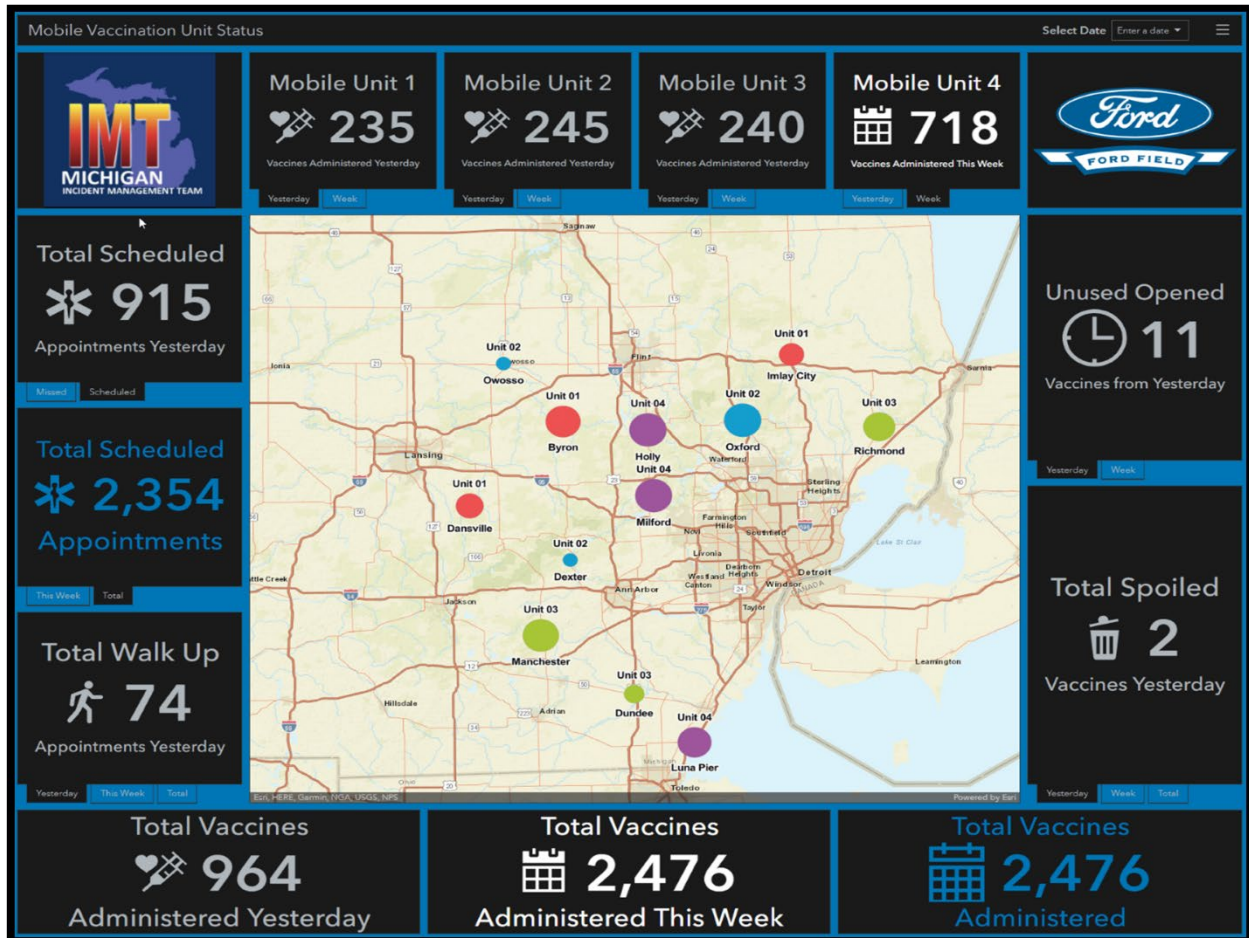 Mobile Vaccination Unit Status
Select Date
Enter a date
IMT
MICHIGAN
INCIDENT MANAGEMENT TEAM
Mobile Unit 1
235
Vaccines Administered Yesterday
Yesterday Week
Mobile Unit 2
245
Vaccines Administered Yesterday
Yesterday Week
Mobile Unit 3
240
Vaccines Administered Yesterday
Yesterday Week
Mobile Unit 4
718
Vaccines Administered This Week
Yesterday Week
Ford
FORD FIELD
Total Scheduled
915
Appointments Yesterday
Missed Scheduled
Total Scheduled
2,354
Appointments
This Week Total
Total Walk Up
74
Appointments Yesterday
Yesterday This Week Total
Saginaw
Unit 01
Imlay City
Unit 02
Owosso
Ionia
Flint
Sarnia
Unit 01
Byron
Unit 04
Holly
Unit 02
Oxford
Unit 03
Richmond
Lansing
Waterford
Unit 04
Milford
Sterling
Heights
Unit 01
Dansville
Farmington
Hills
Novi
Southfield
Lake St Clair
Unit 02
Dexter
Livonia
Dearborn
Heights
Westland
Canton
Detroit
Windsor
CANADA
Ann Arbor
Taylor
Jackson
Unit 03
Manchester
Leamington
Unit 03
Dundee
Hillsdale
Adrian
Unit 04
Luna Pier
Michigan
Ohio
Toledo
Esri, HERE, Garmin, NGA, USGS, NPS
Powered by Esri
Unused Opened
11
Vaccines from Yesterday
Yesterday Week
Total Spoiled
2
Vaccines Yesterday
Yesterday Week Total
Total Vaccines
964
Administered Yesterday
Total Vaccines
2,476
Administered This Week
Total Vaccines
2,476
Administered